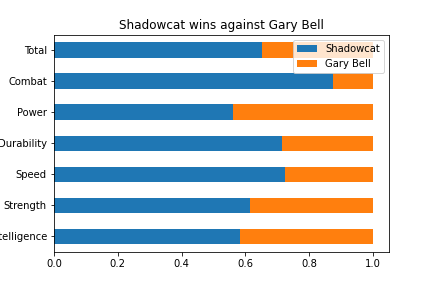 Shadowcat wins against Gary Bell
Shadowcat
Gary Bell
Total
Combat
Power
Durability
Speed
Strength
telligence
0.0 0.2 0.4 0.6 0.8 1.0